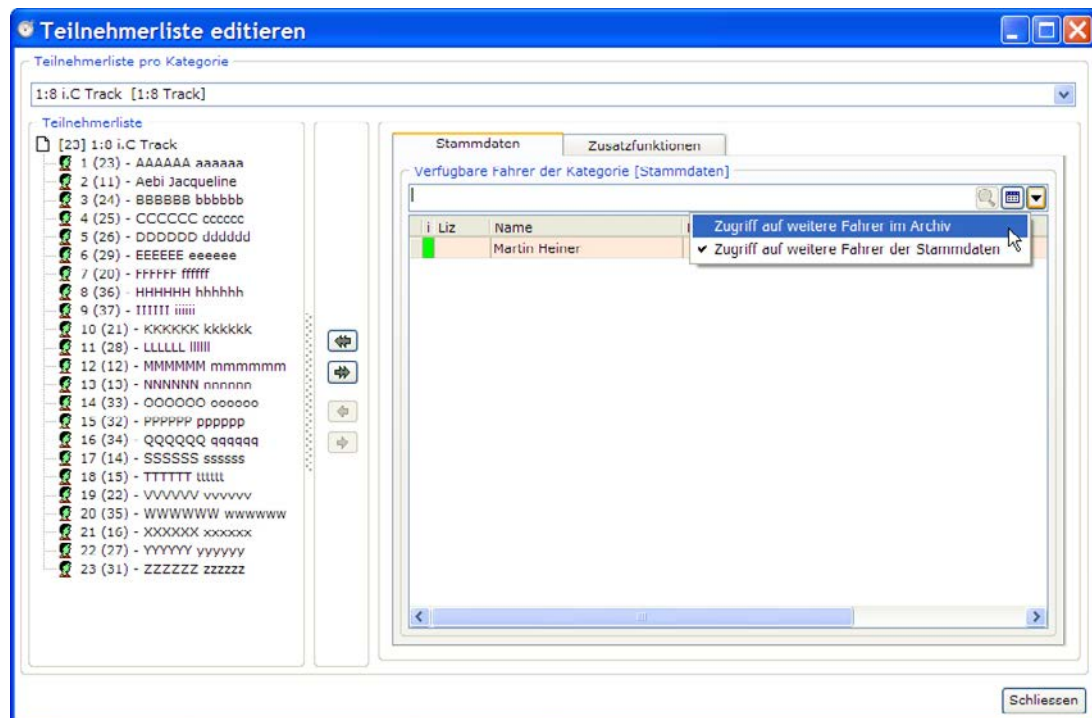 Teilnehmerliste editieren
Teilnehmerliste pro Kategorie
1:8 i.C Track [1:8 Track]
Teilnehmerliste
[23] 1:8 i.C Track
1 (23) - AAAAAA aaaaaa
2 (11) - Aebi Jacqueline
3 (24) - BBBBBB bbbbbb
4 (25) - CCCCCC cccccc
5 (26) - DDDDDD dddddd
6 (29) - EEEEEE eeeeee
7 (20) - FFFFFF ffffff
8 (36) - HHHHHH hhhhhh
9 (37) - IIIIII iiiiii
10 (21) - KKKKKK kkkkkk
11 (28) - LLLLLL llllll
12 (12) - MMMMMM mmmmmm
13 (13) - NNNNNN nnnnnn
14 (33) - OOOOOO oooooo
15 (32) - PPPPPP pppppp
16 (34) - QQQQQQ qqqqqq
17 (14) - SSSSSS ssssss
18 (15) - TTTTTT tttttt
19 (22) - VVVVVV vvvvvv
20 (35) - WWWWWW wwwwww
21 (16) - XXXXXX xxxxxx
22 (27) - YYYYYY yyyyyy
23 (31) - ZZZZZZ zzzzzz
Stammdaten Zusatzfunktionen
Verfügbare Fahrer der Kategorie [Stammdaten]
i Liz Name
Martin Heiner
Zugriff auf weitere Fahrer im Archiv
✔ Zugriff auf weitere Fahrer der Stammdaten
Schliessen